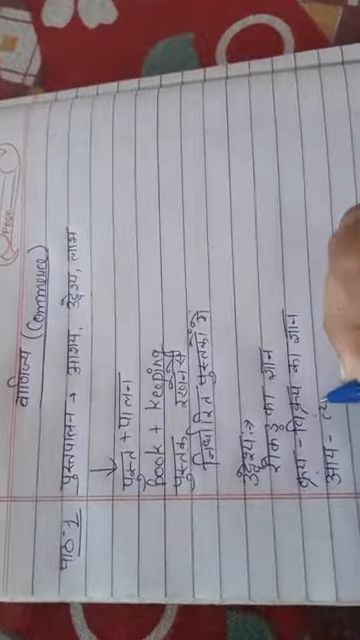 वाणिज्य (Commerce)
पाठ-1 पुस्तपालन → आशय, उद्देश्य, लाभ
↓
पुस्त + पालन
Book + Keeping
पुस्तक रखने से
निर्धारित पुस्तकों में
उद्देश्य :→
रोकड़ का ज्ञान
क्रय - विक्रय का ज्ञान
आय -